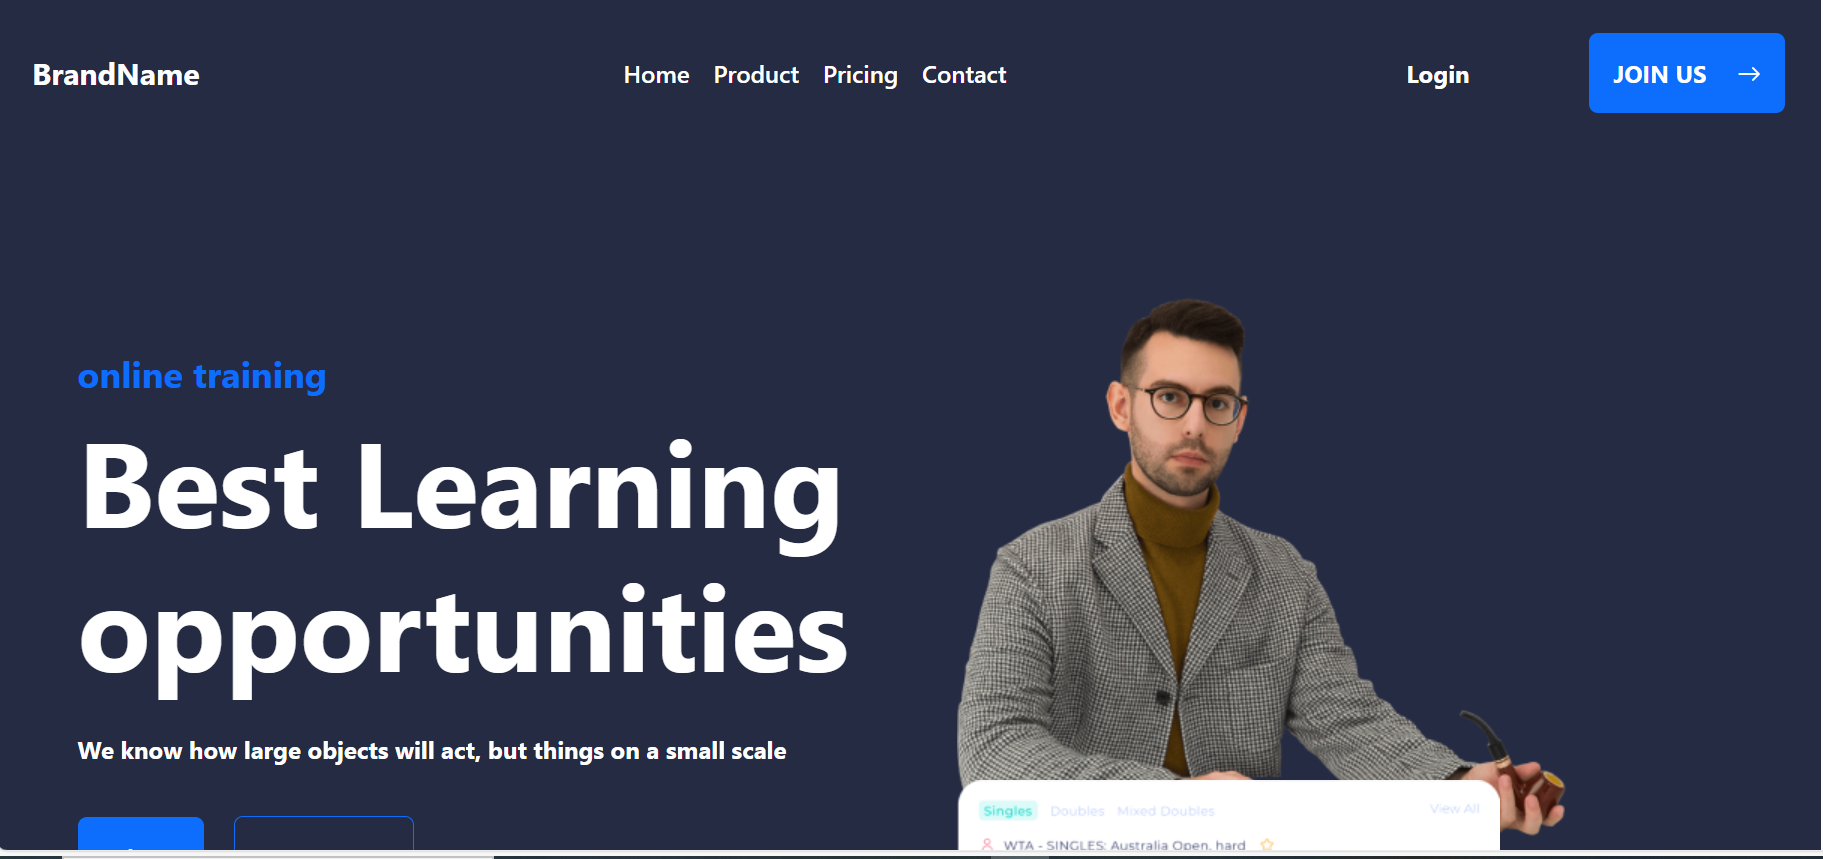 BrandName
Home Product Pricing Contact
Login
JOIN US
online training
Best Learning
opportunities
We know how large objects will act, but things on a small scale
Singles Doubles Mixed Doubles View All
WTA - SINGLES: Australia Open, hard